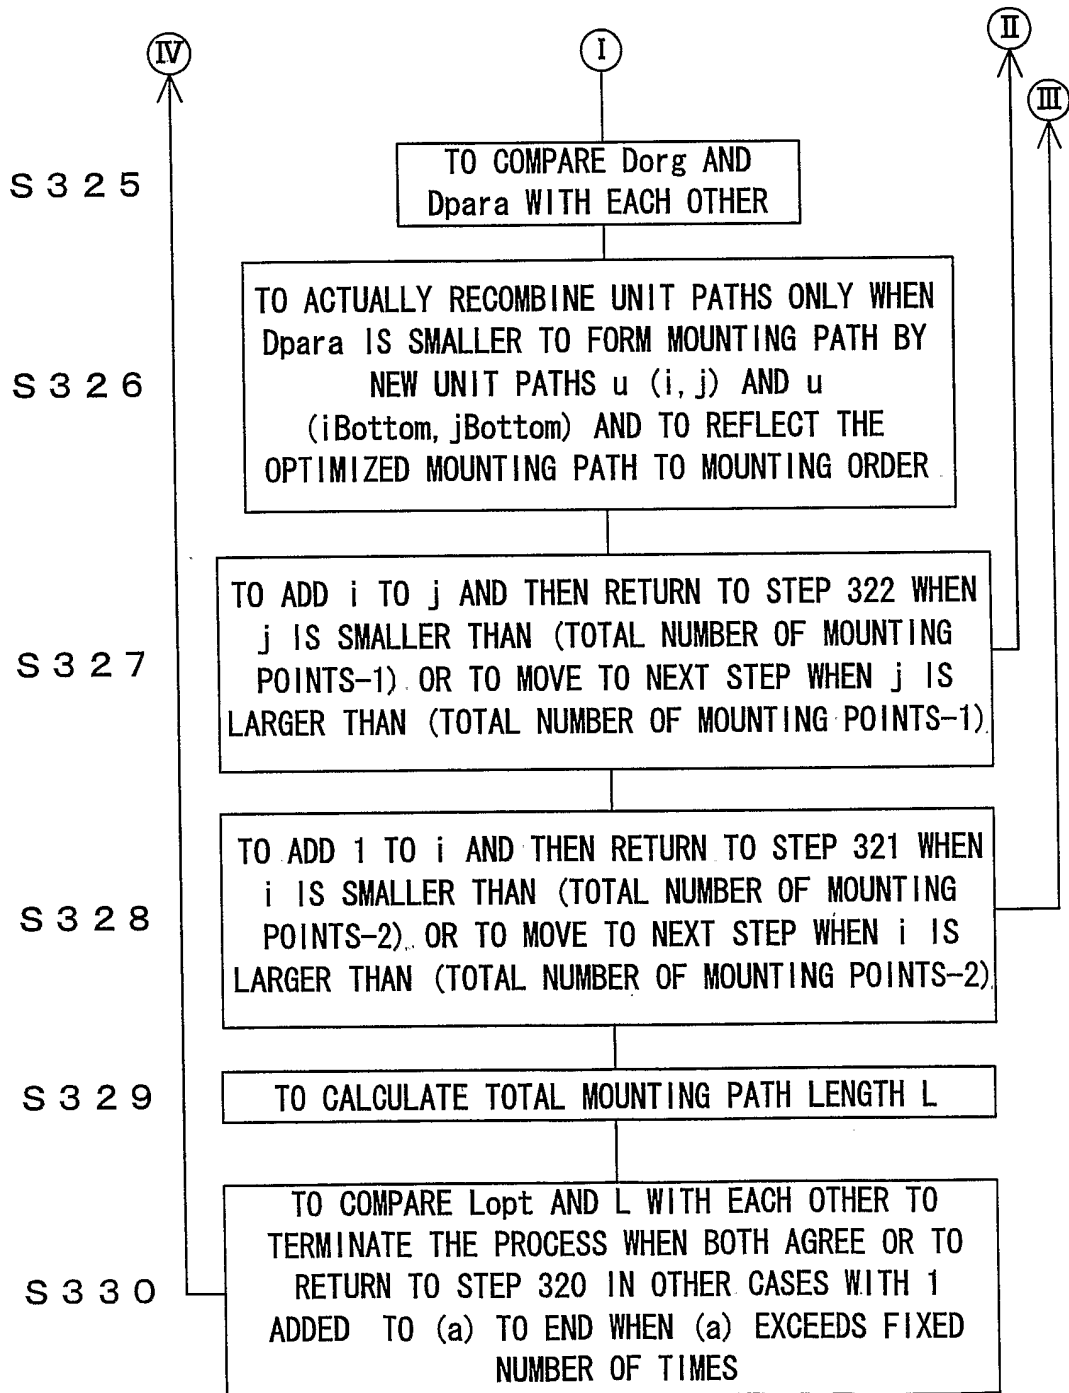 IV
I
II
III
S325
TO COMPARE Dorg AND
Dpara WITH EACH OTHER
S326
TO ACTUALLY RECOMBINE UNIT PATHS ONLY WHEN
Dpara IS SMALLER TO FORM MOUNTING PATH BY
NEW UNIT PATHS u (i, j) AND u
(iBottom, jBottom) AND TO REFLECT THE
OPTIMIZED MOUNTING PATH TO MOUNTING ORDER
S327
TO ADD i TO j AND THEN RETURN TO STEP 322 WHEN
j IS SMALLER THAN (TOTAL NUMBER OF MOUNTING
POINTS-1) OR TO MOVE TO NEXT STEP WHEN j IS
LARGER THAN (TOTAL NUMBER OF MOUNTING POINTS-1)
S328
TO ADD 1 TO i AND THEN RETURN TO STEP 321 WHEN
i IS SMALLER THAN (TOTAL NUMBER OF MOUNTING
POINTS-2) OR TO MOVE TO NEXT STEP WHEN i IS
LARGER THAN (TOTAL NUMBER OF MOUNTING POINTS-2)
S329
TO CALCULATE TOTAL MOUNTING PATH LENGTH L
S330
TO COMPARE Lopt AND L WITH EACH OTHER TO
TERMINATE THE PROCESS WHEN BOTH AGREE OR TO
RETURN TO STEP 320 IN OTHER CASES WITH 1
ADDED TO (a) TO END WHEN (a) EXCEEDS FIXED
NUMBER OF TIMES